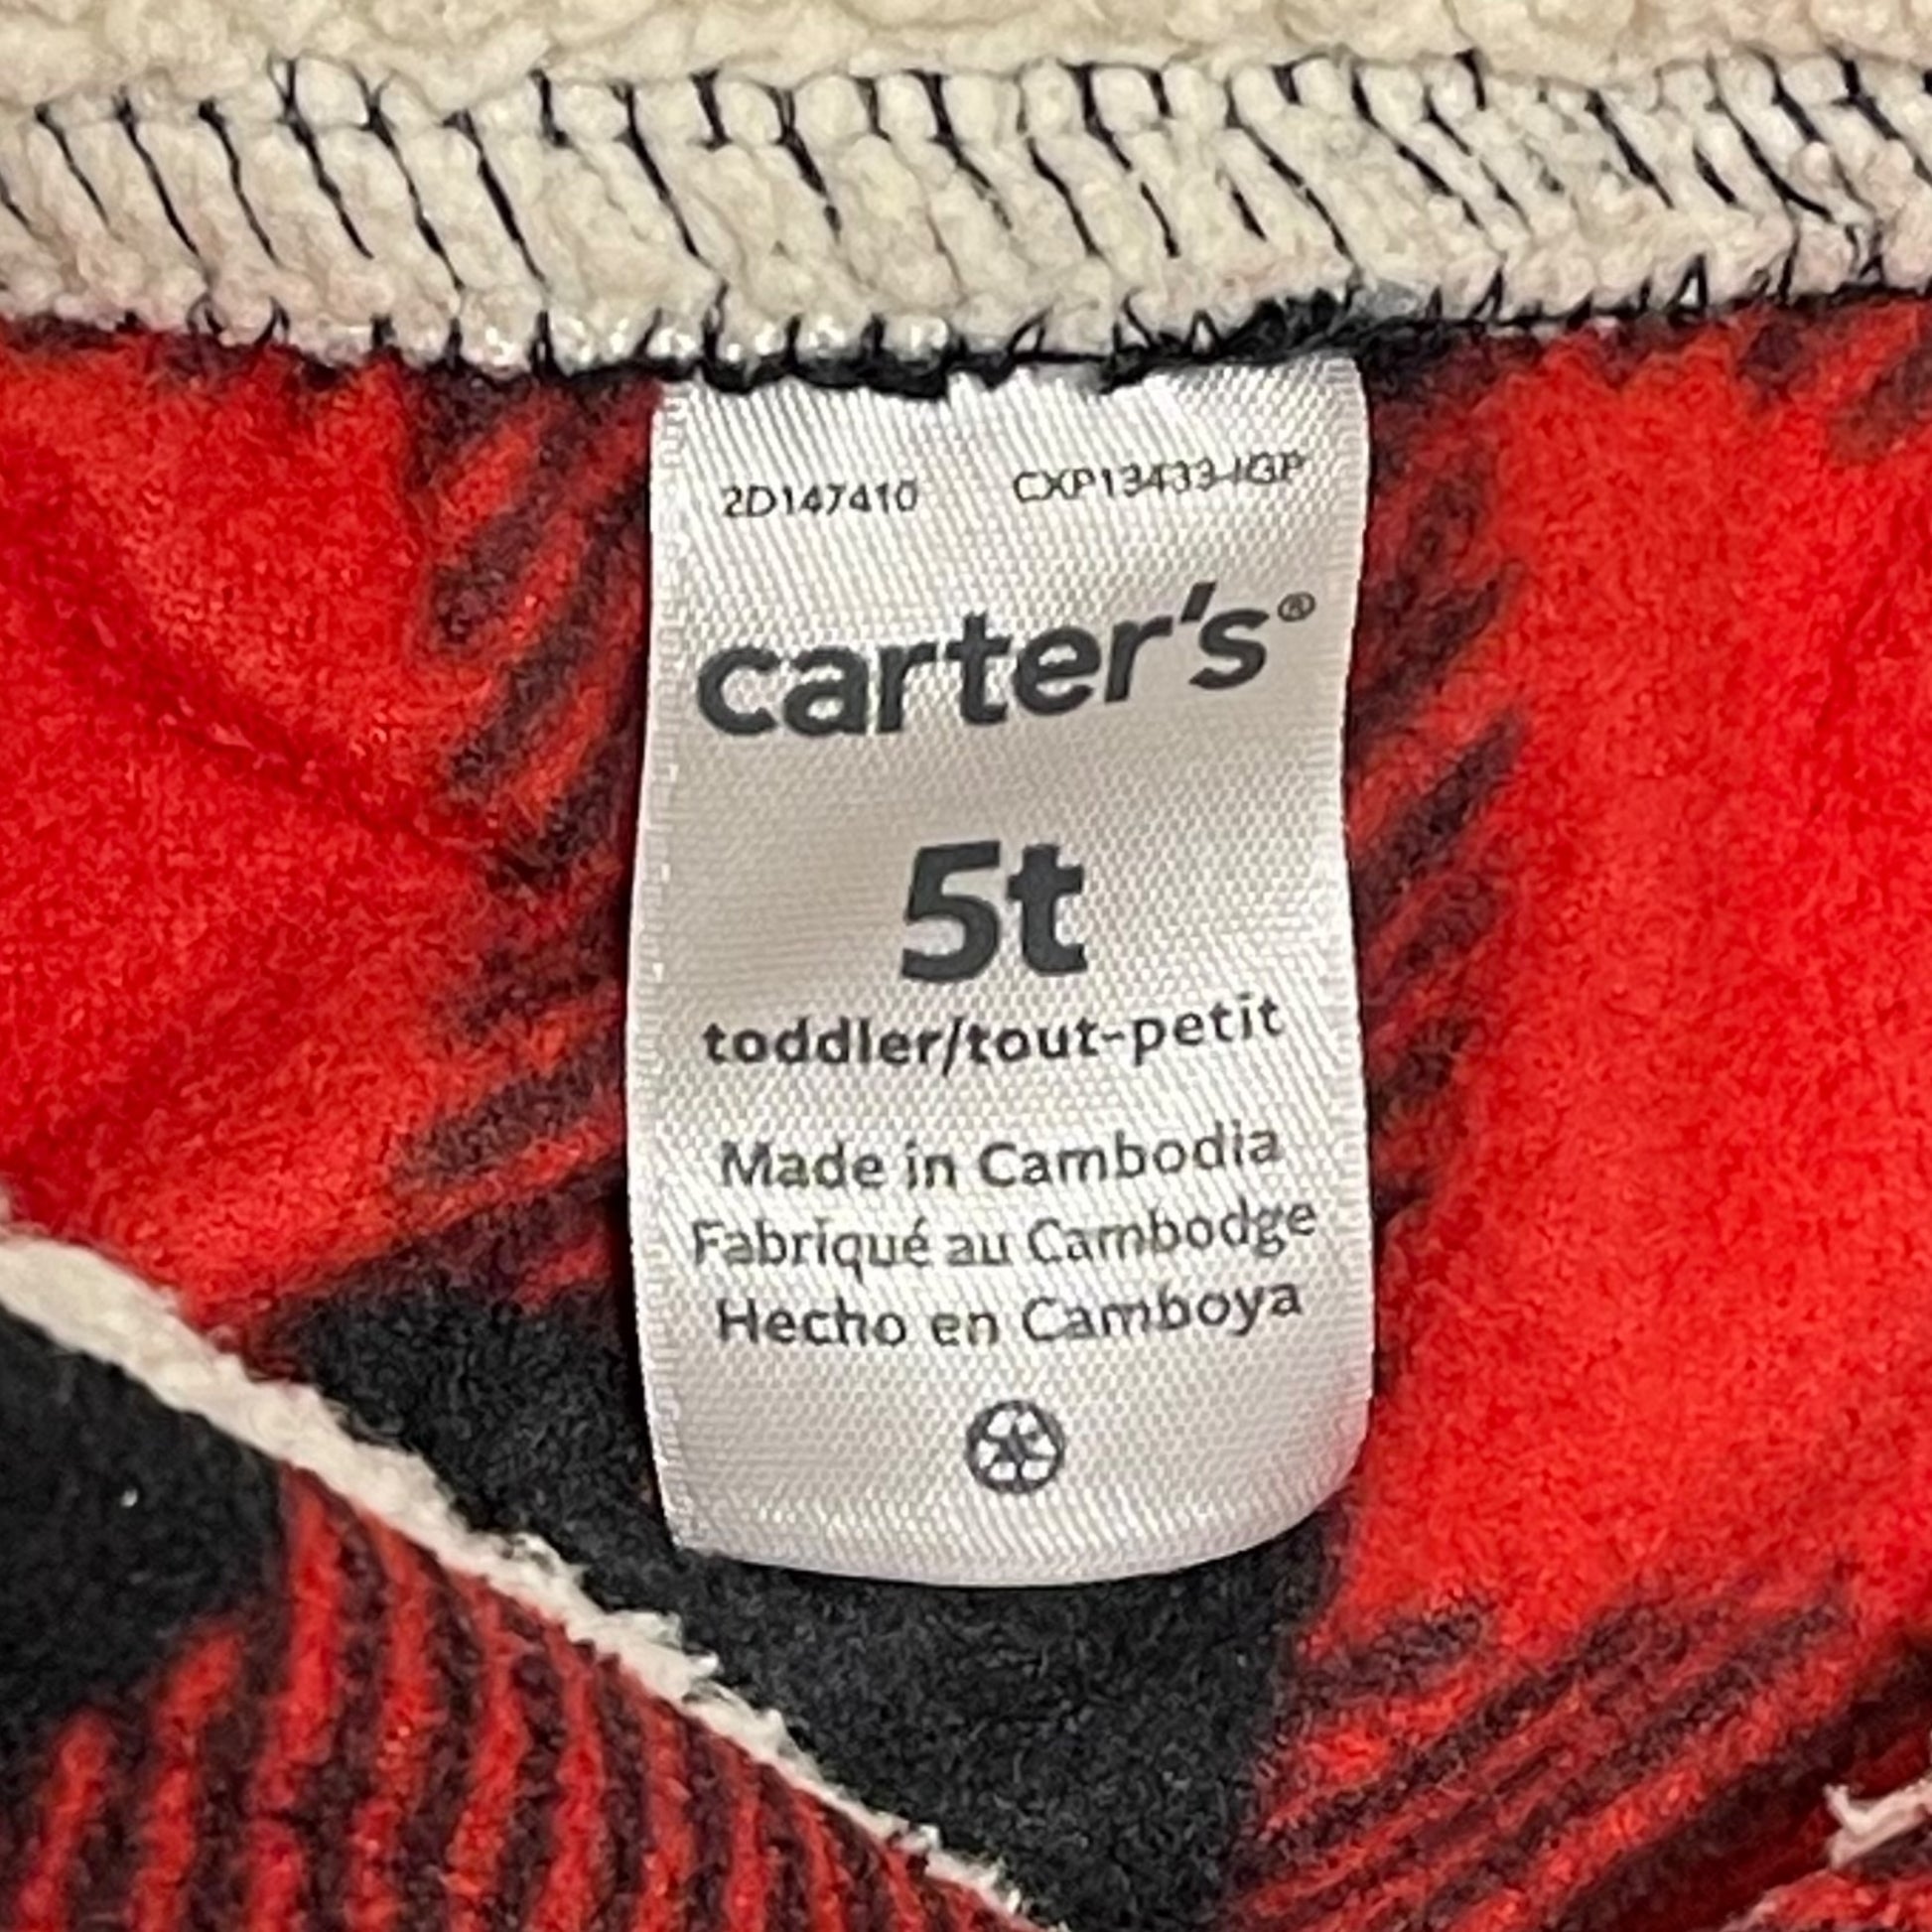 2D147410 CXP13433-IGP
carter's®
5t
toddler/tout-petit
Made in Cambodia
Fabriqué au Cambodge
Hecho en Camboya